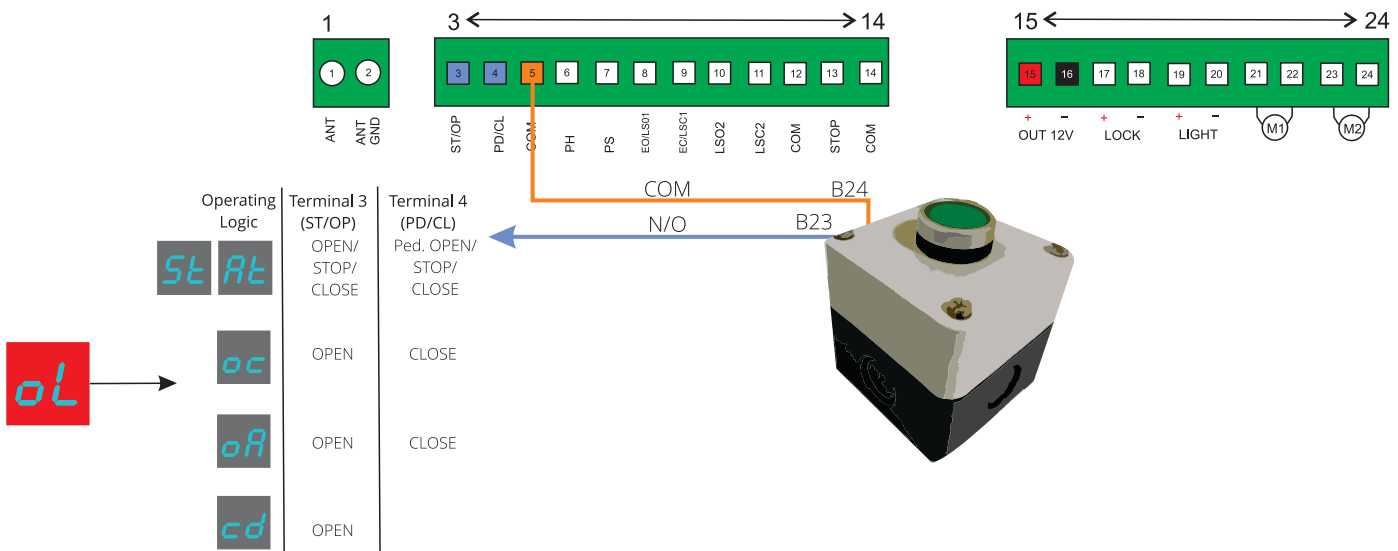 1
3 14
15 24
1 2
3 4 5 6 7 8 9 10 11 12 13 14
15 16 17 18 19 20 21 22 23 24
ANT
ANT
GND
ST/OP
PD/CL
COM
PH
PS
EO/LS01
EC/LSC1
LSO2
LSC2
COM
STOP
COM
+ - + - + -
OUT 12V LOCK LIGHT M1 M2
COM B24
N/O B23
Operating
Logic
Terminal 3
(ST/OP)
Terminal 4
(PD/CL)
St At
OPEN/
STOP/
CLOSE
Ped. OPEN/
STOP/
CLOSE
oL
oc OPEN CLOSE
oA OPEN CLOSE
cd OPEN